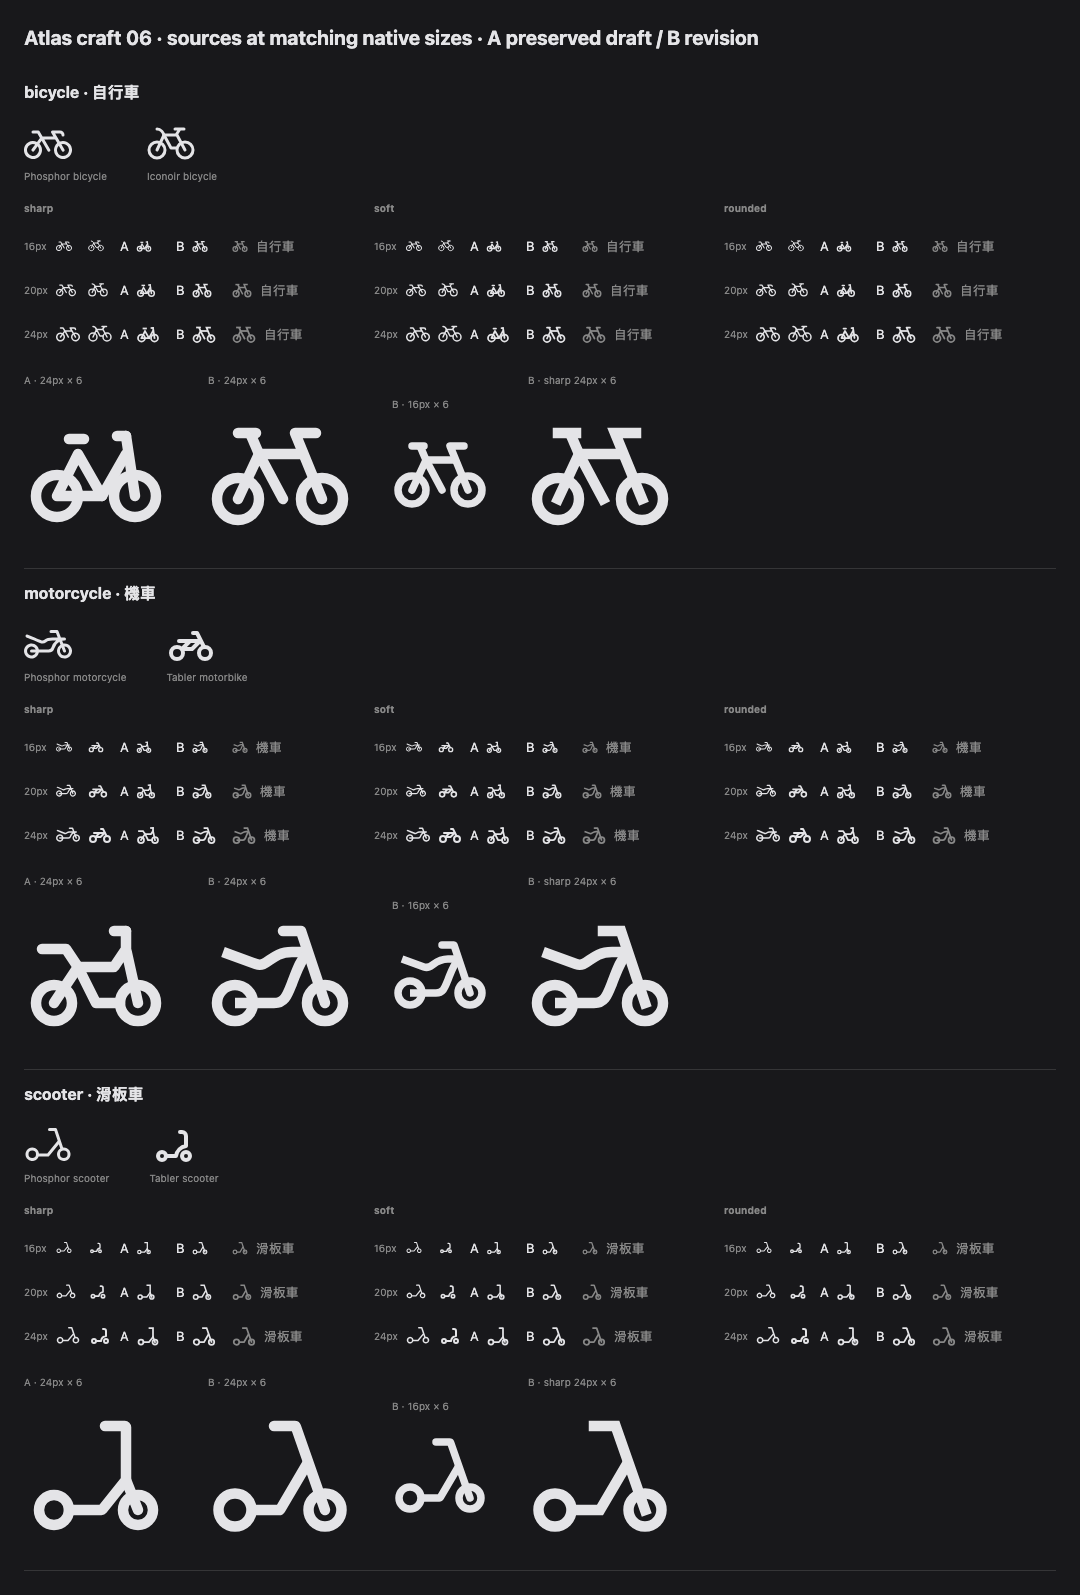 Atlas craft 06 · sources at matching native sizes · A preserved draft / B revision
bicycle · 自行車
Phosphor bicycle
Iconoir bicycle
sharp
soft
rounded
16px A B 自行車
16px A B 自行車
16px A B 自行車
20px A B 自行車
20px A B 自行車
20px A B 自行車
24px A B 自行車
24px A B 自行車
24px A B 自行車
A · 24px × 6
B · 24px × 6
B · 16px × 6
B · sharp 24px × 6
motorcycle · 機車
Phosphor motorcycle
Tabler motorbike
sharp
soft
rounded
16px A B 機車
16px A B 機車
16px A B 機車
20px A B 機車
20px A B 機車
20px A B 機車
24px A B 機車
24px A B 機車
24px A B 機車
A · 24px × 6
B · 24px × 6
B · 16px × 6
B · sharp 24px × 6
scooter · 滑板車
Phosphor scooter
Tabler scooter
sharp
soft
rounded
16px A B 滑板車
16px A B 滑板車
16px A B 滑板車
20px A B 滑板車
20px A B 滑板車
20px A B 滑板車
24px A B 滑板車
24px A B 滑板車
24px A B 滑板車
A · 24px × 6
B · 24px × 6
B · 16px × 6
B · sharp 24px × 6